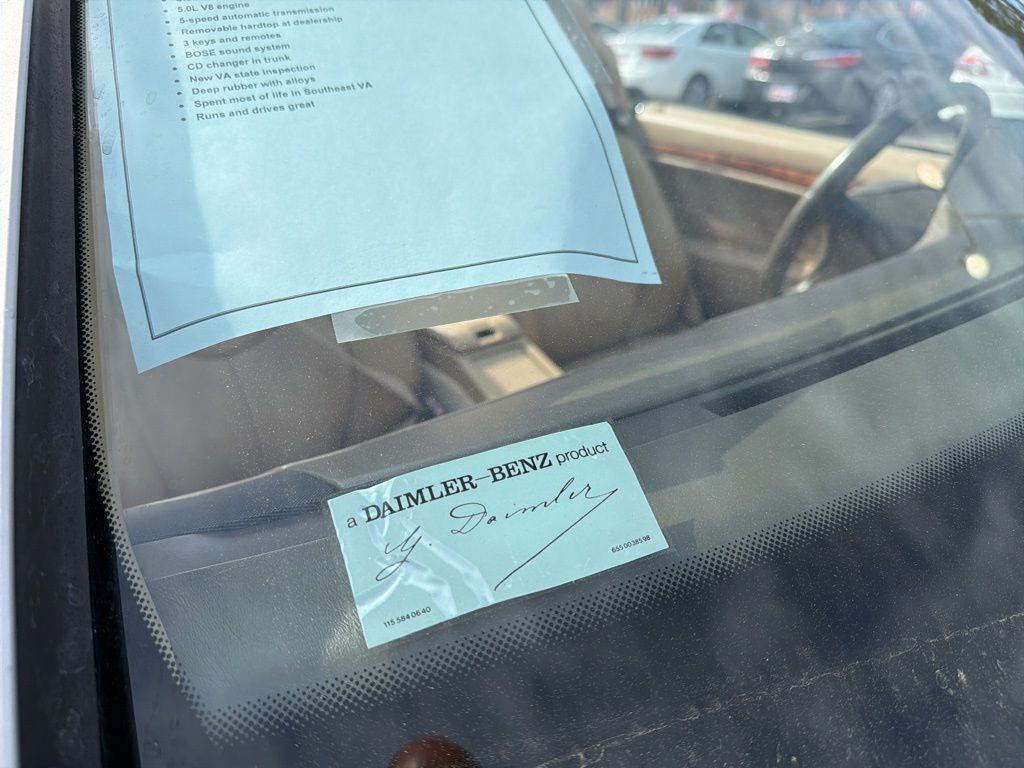 • 5.0L V8 engine
• 5-speed automatic transmission
• Removable hardtop at dealership
• 3 keys and remotes
• BOSE sound system
• CD changer in trunk
• New VA state inspection
• Deep rubber with alloys
• Spent most of life in Southeast VA
• Runs and drives great
a DAIMLER-BENZ product
G. Daimler
115 584 06 40
655 0038598